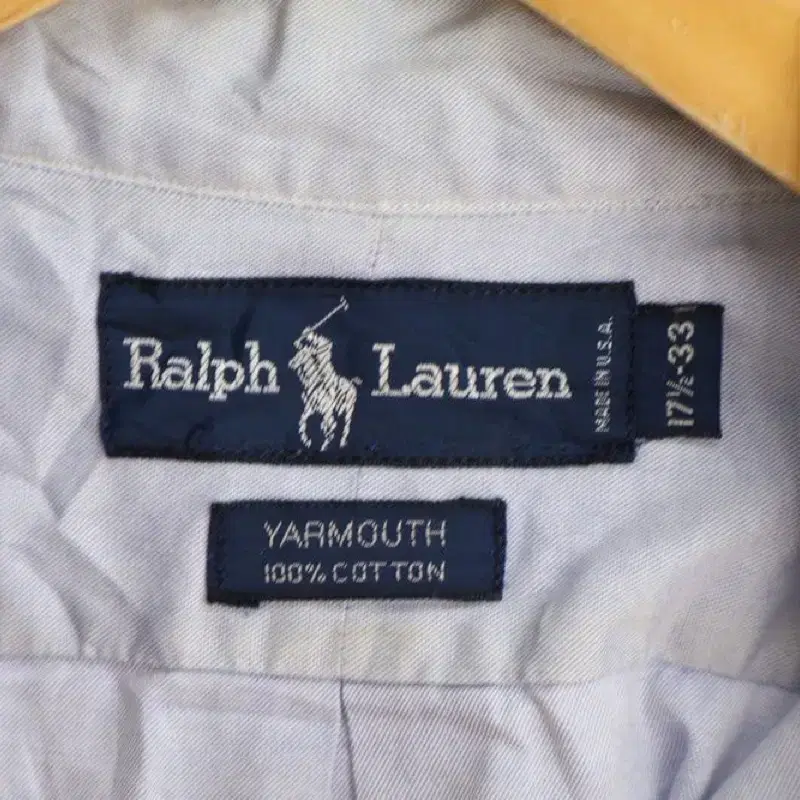 Ralph Lauren
MADE IN U.S.A.
17½-33
YARMOUTH
100% COTTON